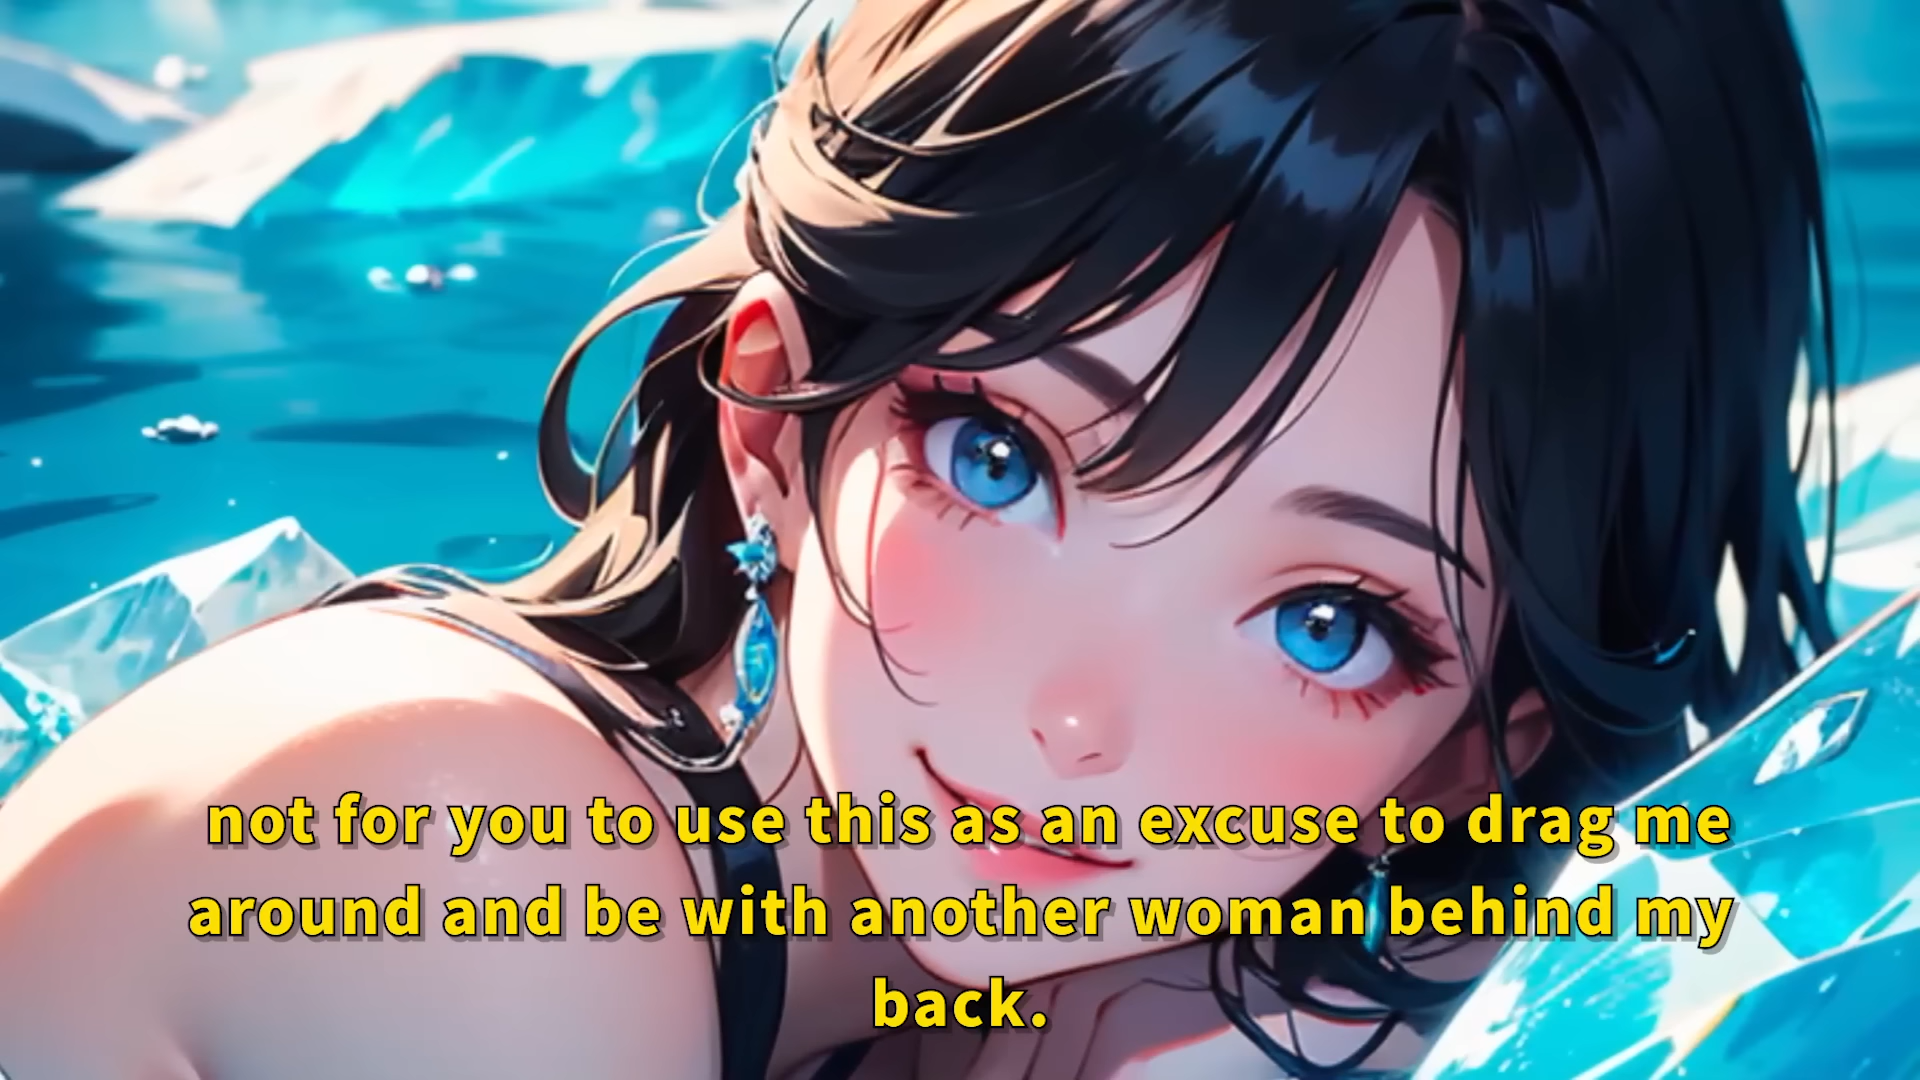 not for you to use this as an excuse to drag me
around and be with another woman behind my
back.